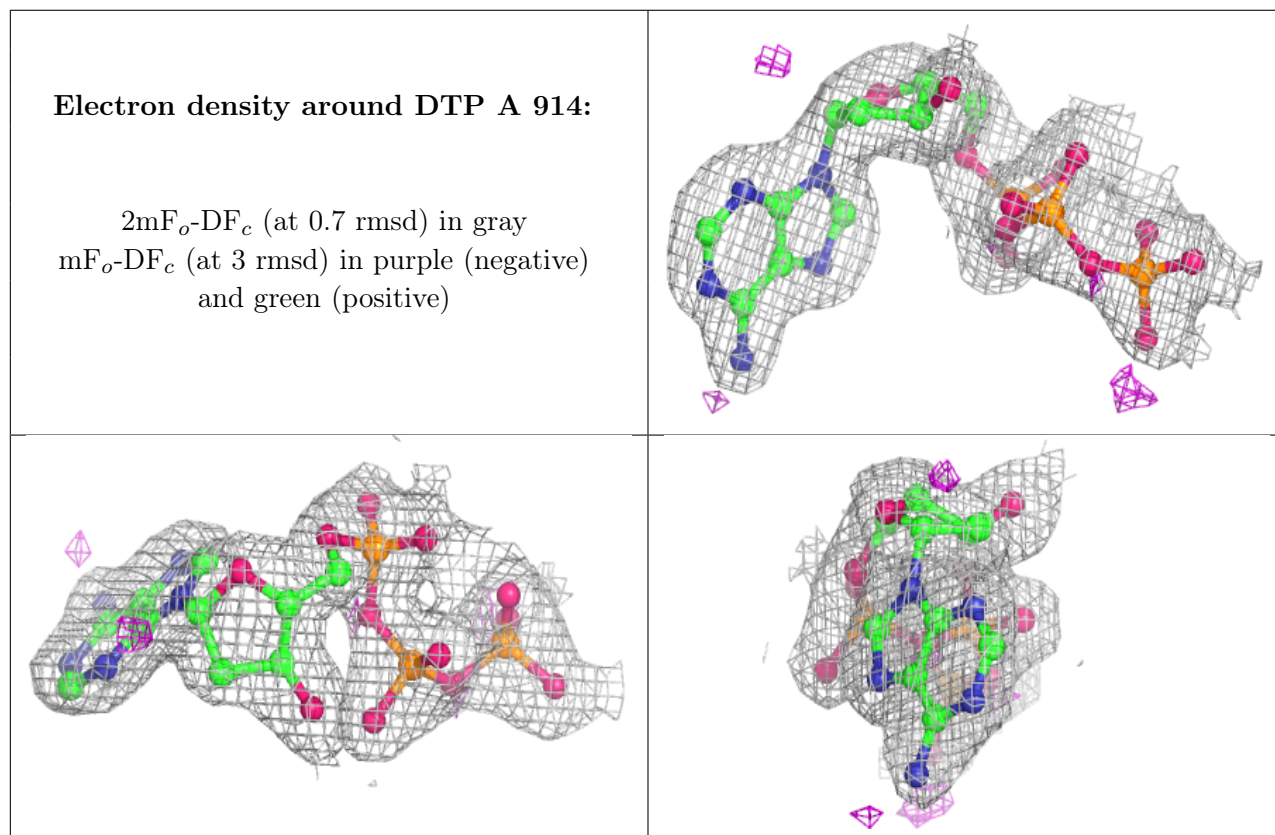 Electron density around DTP A 914:
2mFo-DFc (at 0.7 rmsd) in gray
mFo-DFc (at 3 rmsd) in purple (negative)
and green (positive)